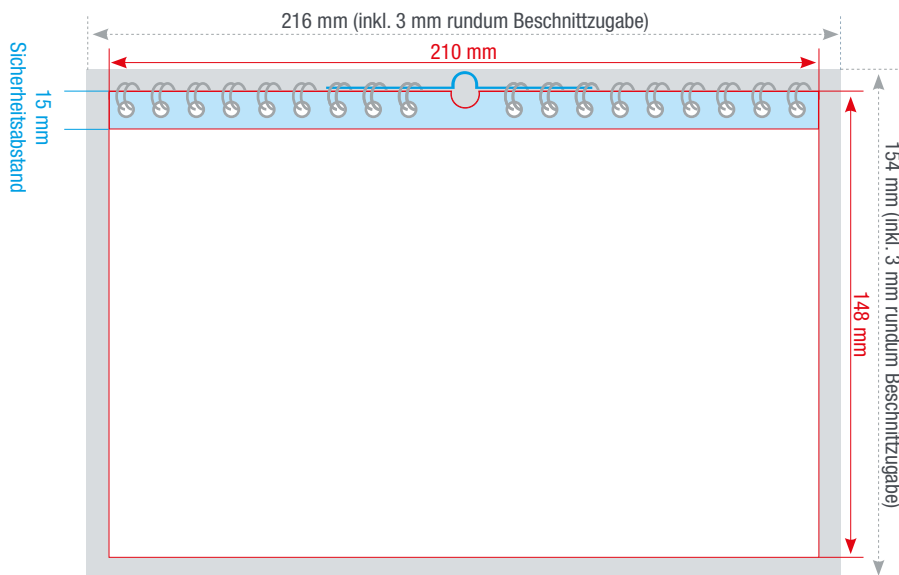 216 mm (inkl. 3 mm rundum Beschnittzugabe)
210 mm
15 mm
Sicherheitsabstand
148 mm
154 mm (inkl. 3 mm rundum Beschnittzugabe)